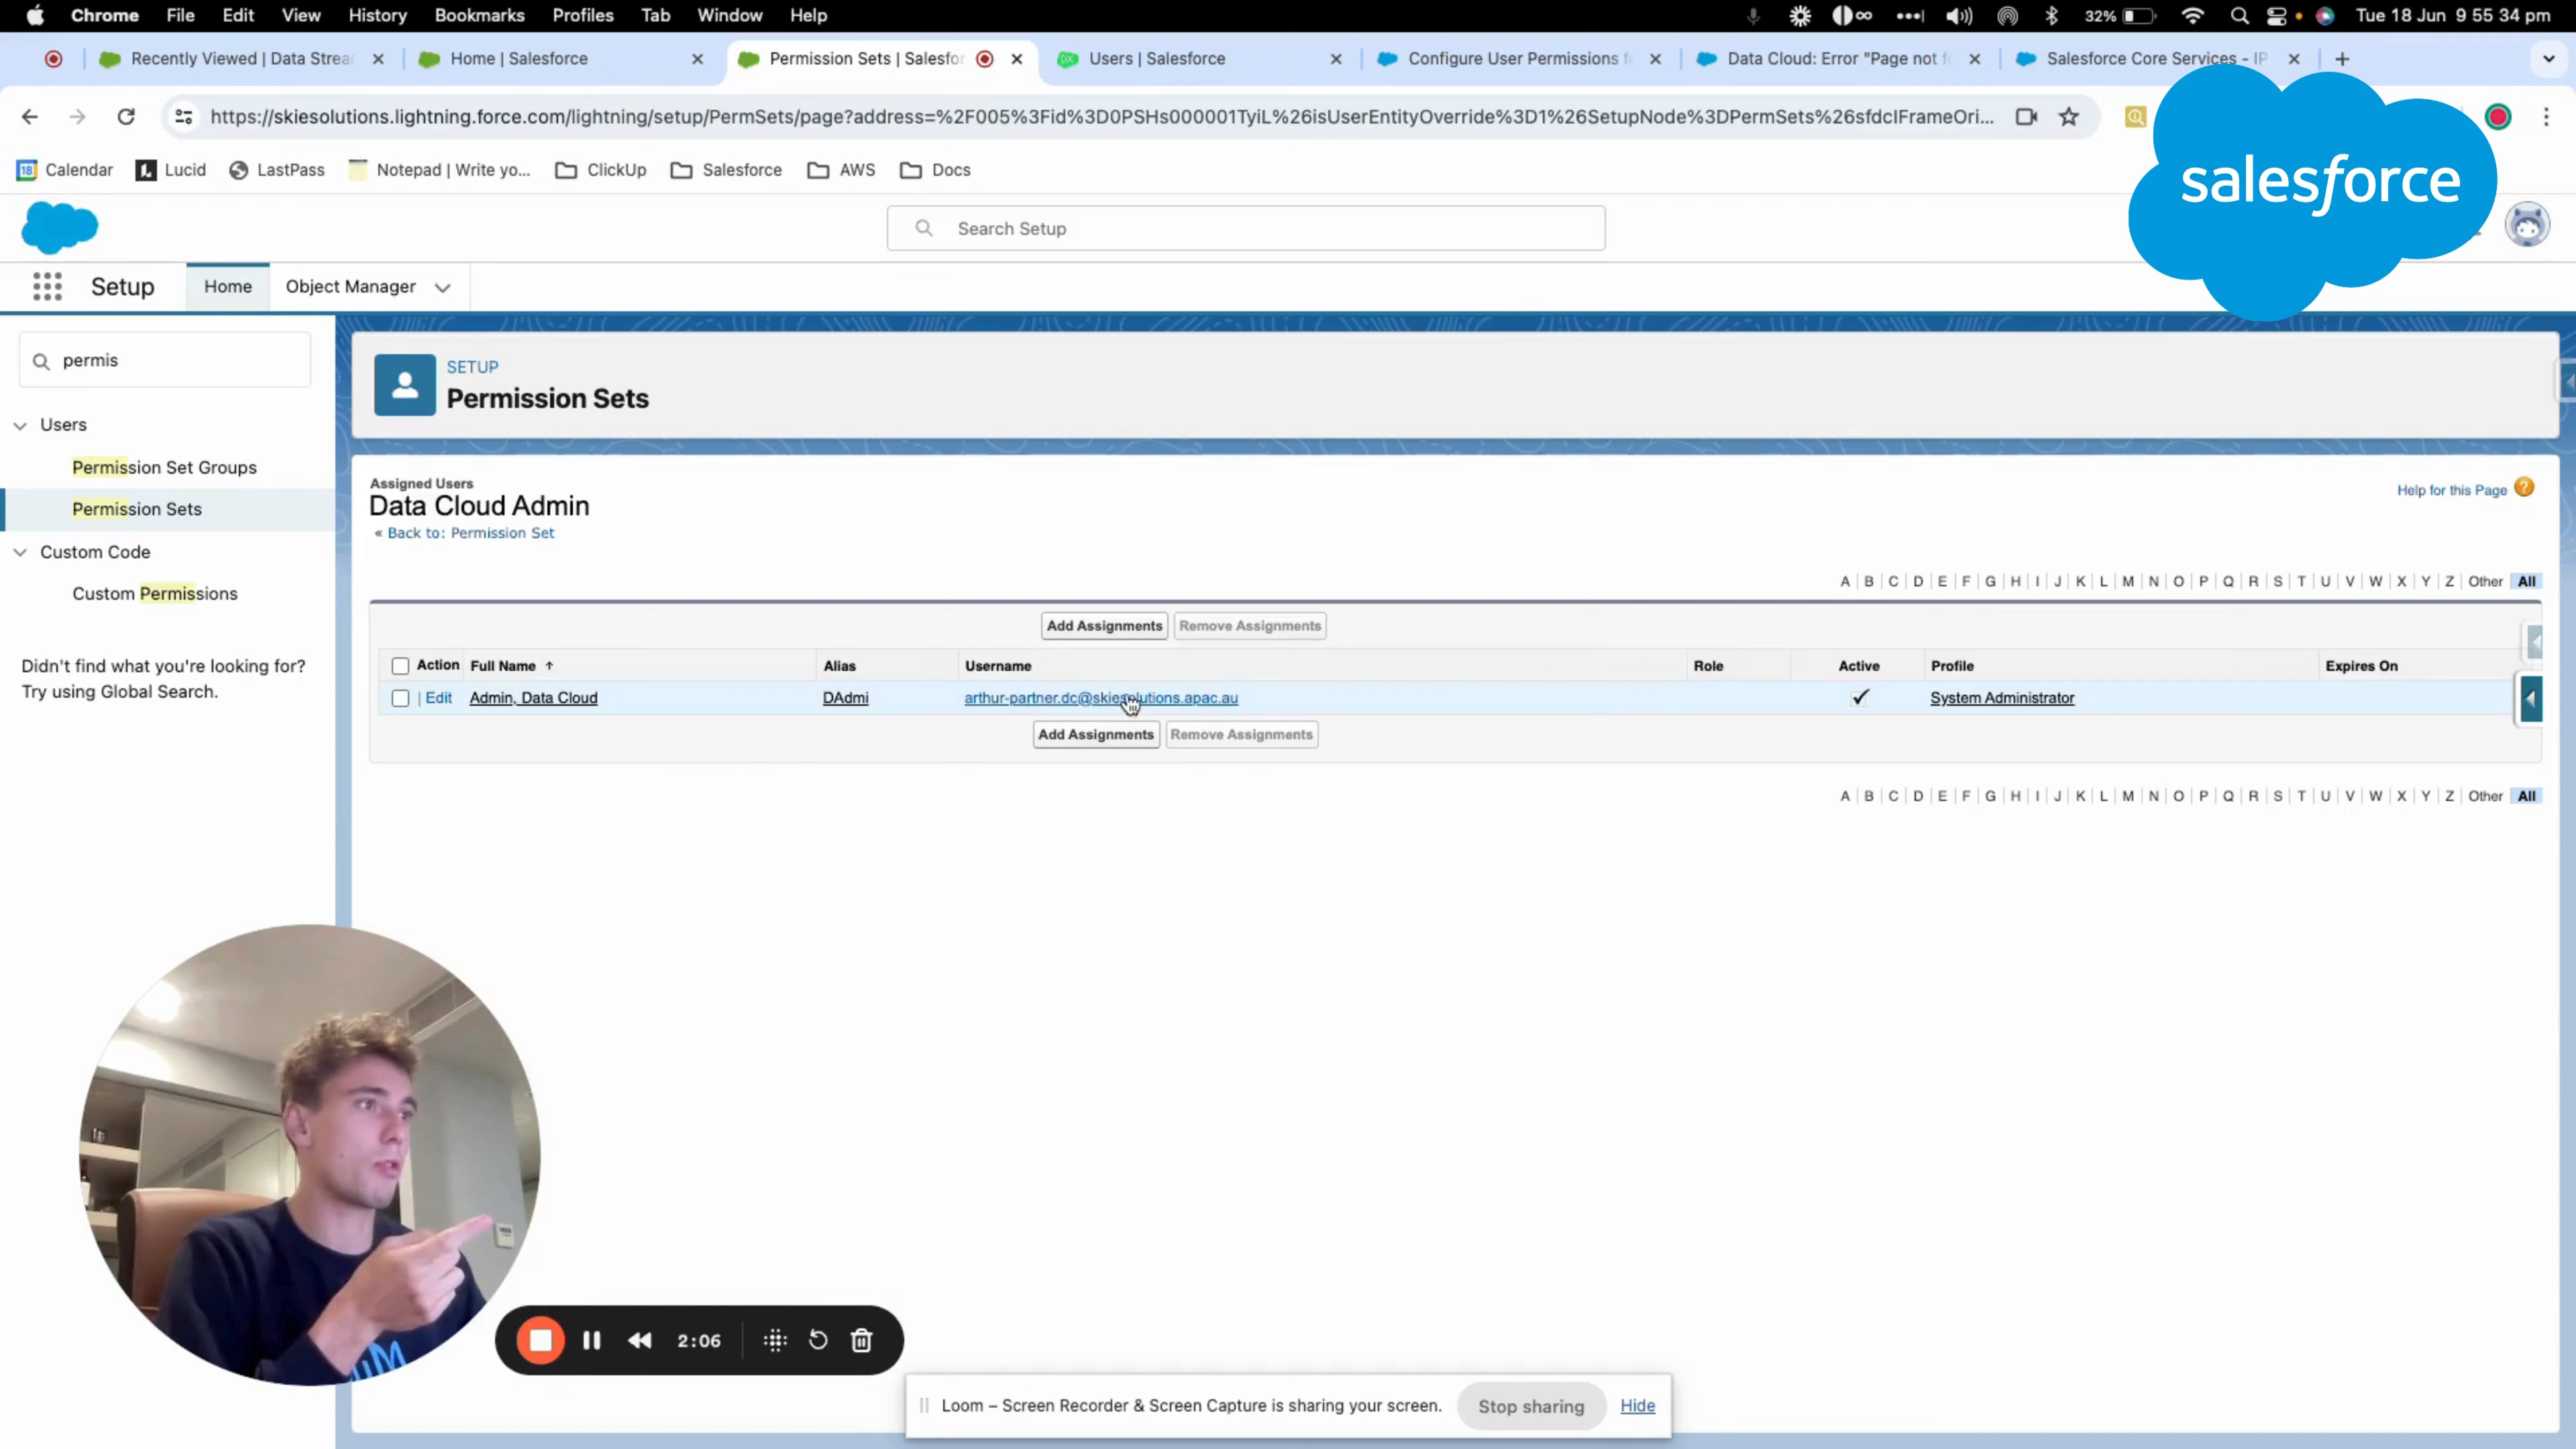 Chrome File Edit View History Bookmarks Profiles Tab Window Help 32% Tue 18 Jun 9 55 34 pm
Recently Viewed | Data Strea Home | Salesforce Permission Sets | Salesfor Users | Salesforce Configure User Permissions f Data Cloud: Error "Page not f Salesforce Core Services - IP
https://skiesolutions.lightning.force.com/lightning/setup/PermSets/page?address=%2F005%3Fid%3D0PSHs000001TyiL%26isUserEntityOverride%3D1%26SetupNode%3DPermSets%26sfdcIFrameOri...
18 Calendar Lucid LastPass Notepad | Write yo... ClickUp Salesforce AWS Docs
salesforce
Search Setup
Setup Home Object Manager
permis
Users
Permission Set Groups
Permission Sets
Custom Code
Custom Permissions
Didn't find what you're looking for?
Try using Global Search.
SETUP
Permission Sets
Assigned Users
Data Cloud Admin
« Back to: Permission Set
Help for this Page ?
A | B | C | D | E | F | G | H | I | J | K | L | M | N | O | P | Q | R | S | T | U | V | W | X | Y | Z | Other | All
Add Assignments Remove Assignments
Action Full Name ↑ Alias Username Role Active Profile Expires On
| Edit Admin, Data Cloud DAdmi arthur-partner.dc@skiesolutions.apac.au System Administrator
Add Assignments Remove Assignments
A | B | C | D | E | F | G | H | I | J | K | L | M | N | O | P | Q | R | S | T | U | V | W | X | Y | Z | Other | All
2:06
Loom – Screen Recorder & Screen Capture is sharing your screen. Stop sharing Hide